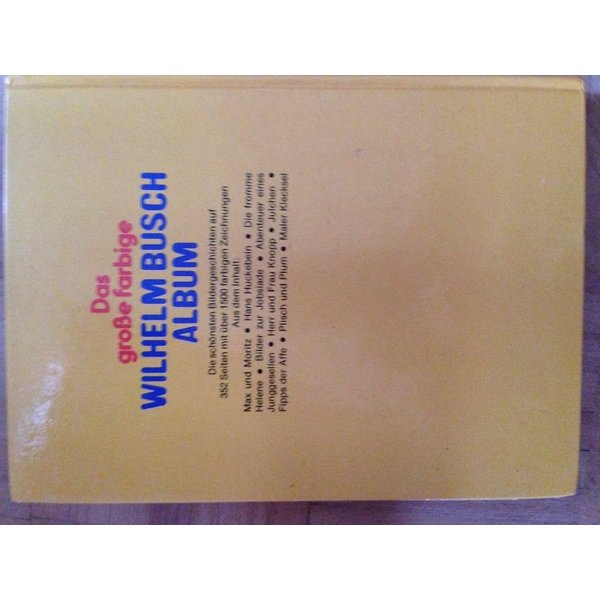 Das
große farbige
WILHELM BUSCH
ALBUM
Die schönsten Bildergeschichten auf
352 Seiten mit über 1500 farbigen Zeichnungen
Aus dem Inhalt:
Max und Moritz • Hans Huckebein • Die fromme
Helene • Bilder zur Jobsiade • Abenteuer eines
Junggesellen • Herr und Frau Knopp • Julchen •
Fipps der Affe • Plisch und Plum • Maler Klecksel